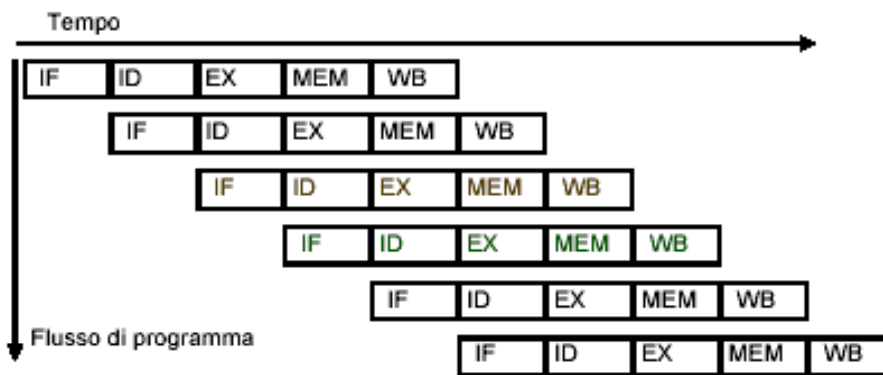 Tempo
IF ID EX MEM WB
IF ID EX MEM WB
IF ID EX MEM WB
IF ID EX MEM WB
IF ID EX MEM WB
Flusso di programma
IF ID EX MEM WB